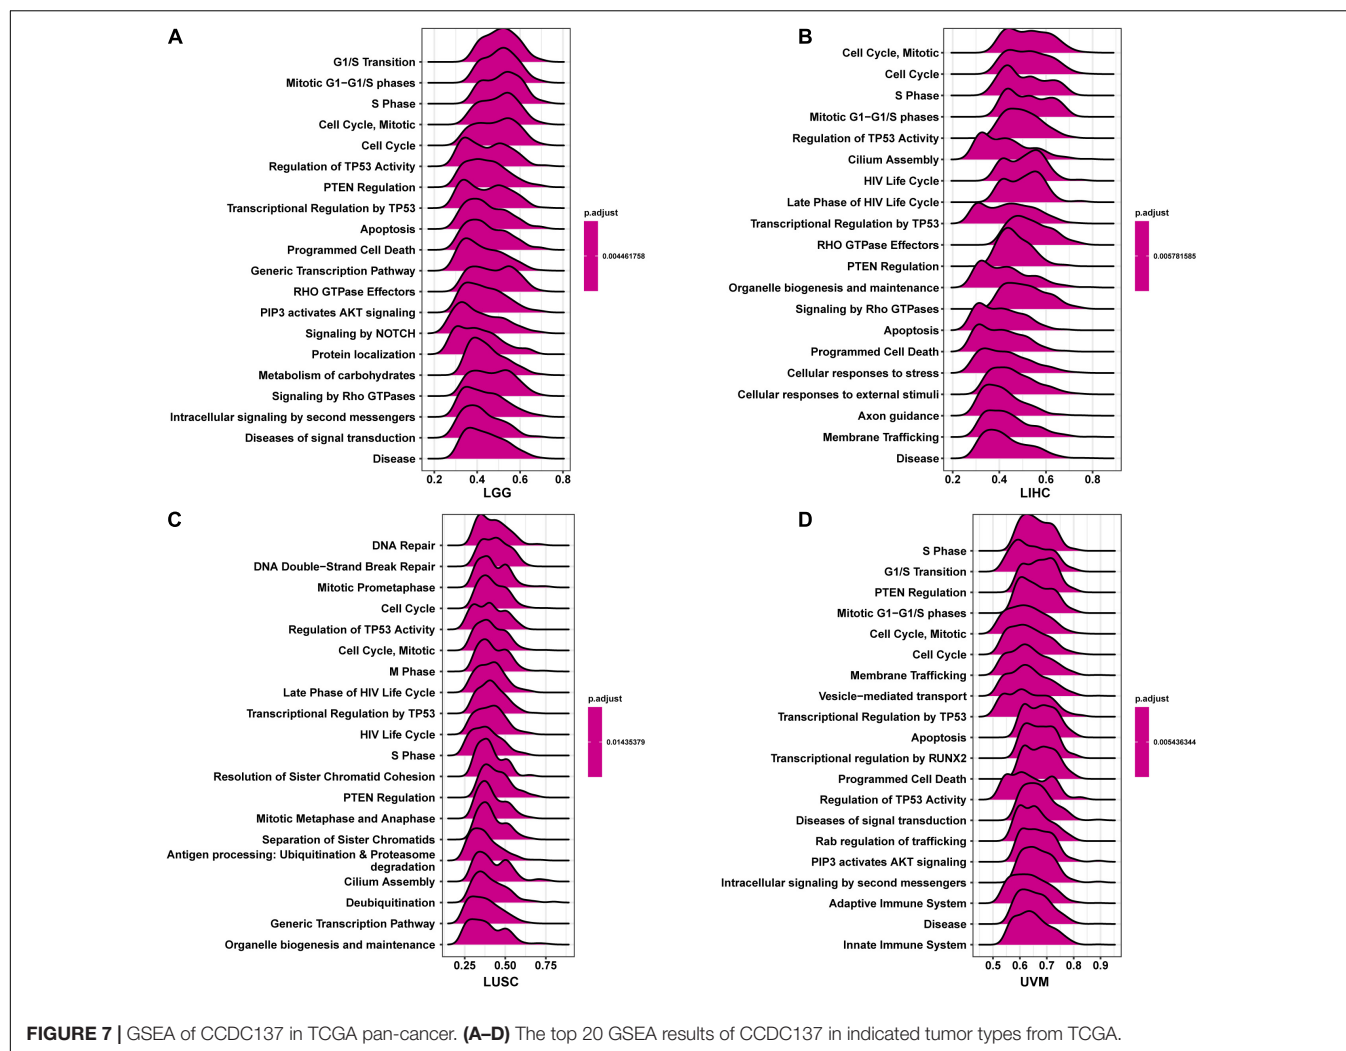 A
G1/S Transition
Mitotic G1−G1/S phases
S Phase
Cell Cycle, Mitotic
Cell Cycle
Regulation of TP53 Activity
PTEN Regulation
Transcriptional Regulation by TP53
Apoptosis
Programmed Cell Death
Generic Transcription Pathway
RHO GTPase Effectors
PIP3 activates AKT signaling
Signaling by NOTCH
Protein localization
Metabolism of carbohydrates
Signaling by Rho GTPases
Intracellular signaling by second messengers
Diseases of signal transduction
Disease
0.2 0.4 0.6 0.8
LGG
p.adjust
0.004461758
B
Cell Cycle, Mitotic
Cell Cycle
S Phase
Mitotic G1−G1/S phases
Regulation of TP53 Activity
Cilium Assembly
HIV Life Cycle
Late Phase of HIV Life Cycle
Transcriptional Regulation by TP53
RHO GTPase Effectors
PTEN Regulation
Organelle biogenesis and maintenance
Signaling by Rho GTPases
Apoptosis
Programmed Cell Death
Cellular responses to stress
Cellular responses to external stimuli
Axon guidance
Membrane Trafficking
Disease
0.2 0.4 0.6 0.8
LIHC
p.adjust
0.005781585
C
DNA Repair
DNA Double−Strand Break Repair
Mitotic Prometaphase
Cell Cycle
Regulation of TP53 Activity
Cell Cycle, Mitotic
M Phase
Late Phase of HIV Life Cycle
Transcriptional Regulation by TP53
HIV Life Cycle
S Phase
Resolution of Sister Chromatid Cohesion
PTEN Regulation
Mitotic Metaphase and Anaphase
Separation of Sister Chromatids
Antigen processing: Ubiquitination & Proteasome
degradation
Cilium Assembly
Deubiquitination
Generic Transcription Pathway
Organelle biogenesis and maintenance
0.25 0.50 0.75
LUSC
p.adjust
0.01435379
D
S Phase
G1/S Transition
PTEN Regulation
Mitotic G1−G1/S phases
Cell Cycle, Mitotic
Cell Cycle
Membrane Trafficking
Vesicle−mediated transport
Transcriptional Regulation by TP53
Apoptosis
Transcriptional regulation by RUNX2
Programmed Cell Death
Regulation of TP53 Activity
Diseases of signal transduction
Rab regulation of trafficking
PIP3 activates AKT signaling
Intracellular signaling by second messengers
Adaptive Immune System
Disease
Innate Immune System
0.5 0.6 0.7 0.8 0.9
UVM
p.adjust
0.005436344
FIGURE 7 | GSEA of CCDC137 in TCGA pan-cancer. (A–D) The top 20 GSEA results of CCDC137 in indicated tumor types from TCGA.